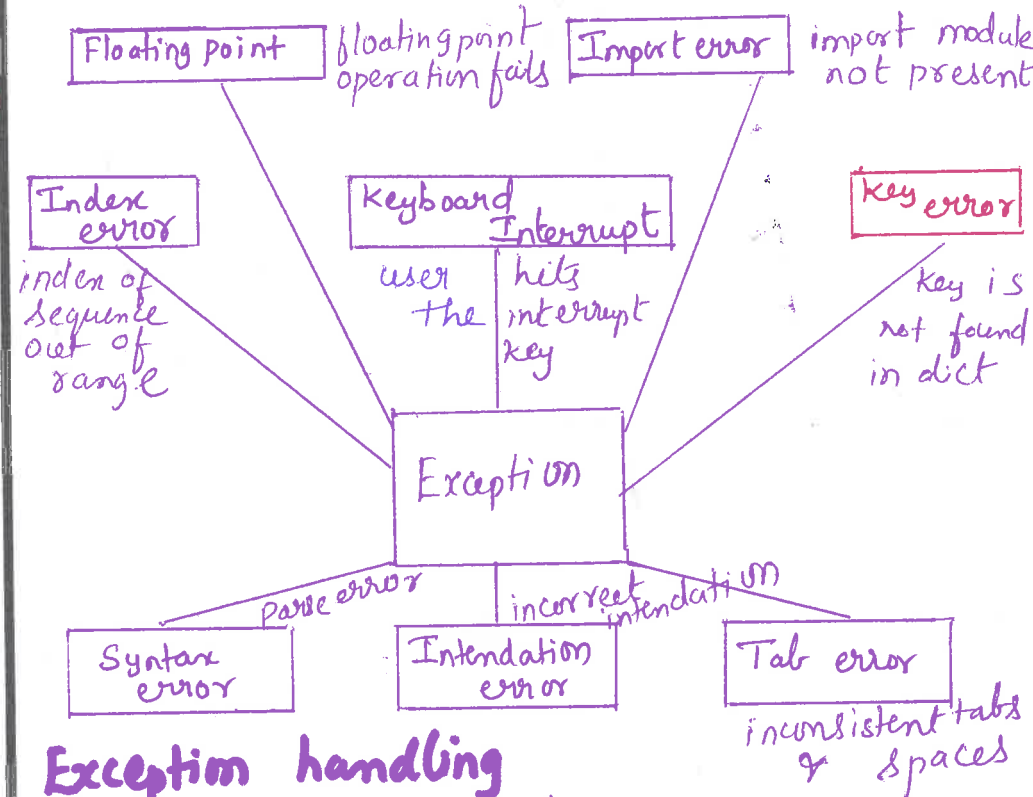 Floating point
floating point
operation fails
Import error
import module
not present
Index
error
index of
sequence
out of
range
Keyboard
Interrupt
user hits
the interrupt
key
Key error
key is
not found
in dict
Exception
Parse error
Syntax
error
incorrect intendation
Intendation
error
Tab error
inconsistent tabs
& spaces
Exception handling